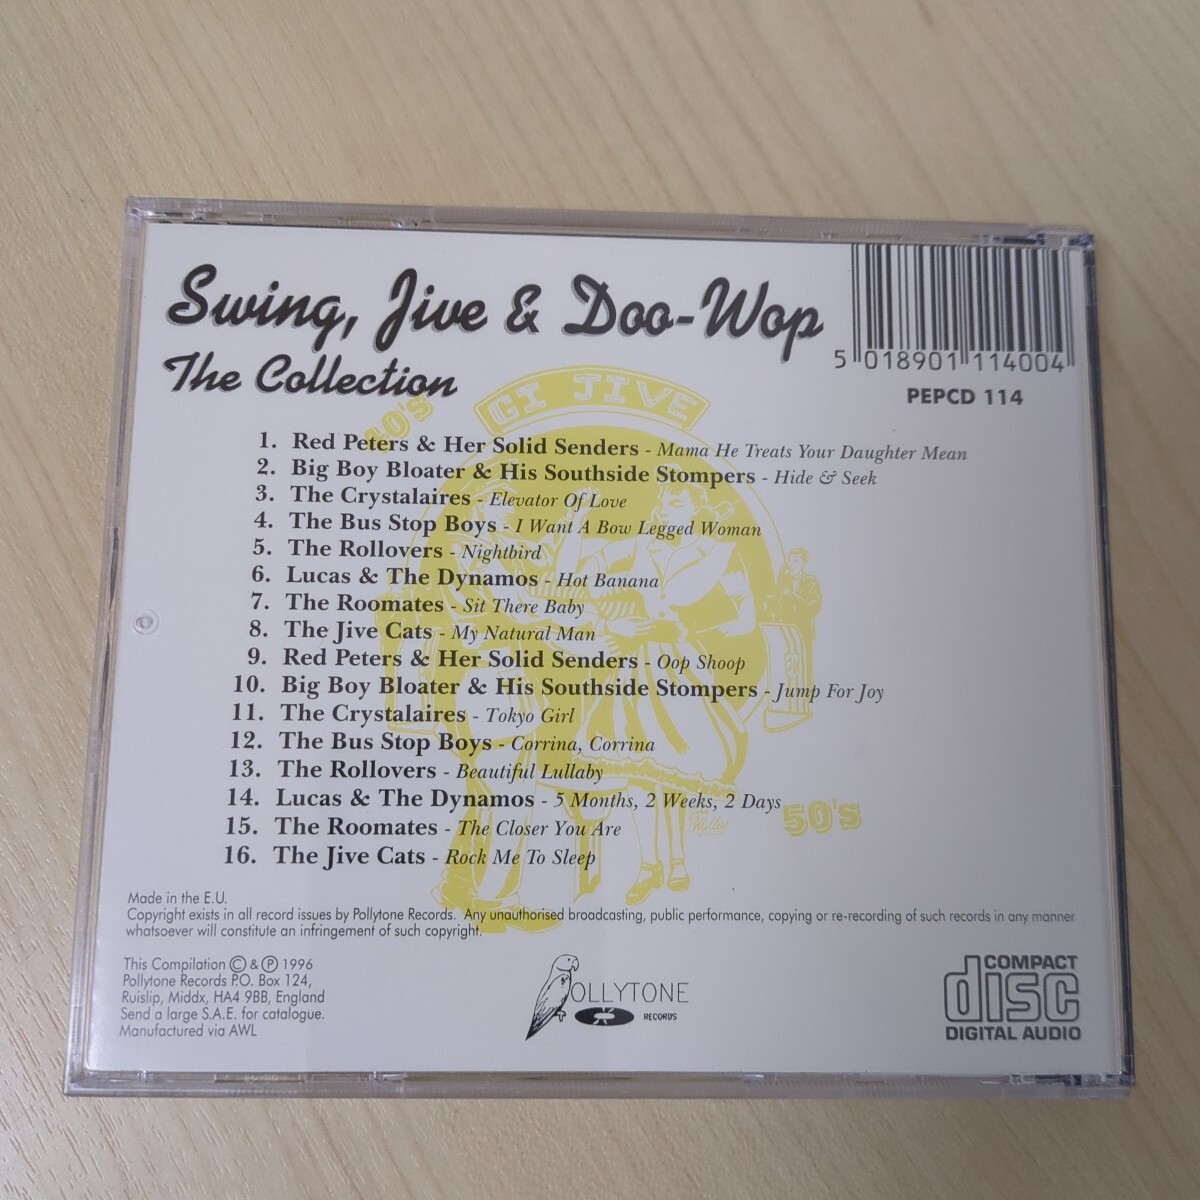 Swing, Jive & Doo-Wop
The Collection
5 018901 114004
PEPCD 114
40's
GI JIVE
1. Red Peters & Her Solid Senders - Mama He Treats Your Daughter Mean
2. Big Boy Bloater & His Southside Stompers - Hide & Seek
3. The Crystalaires - Elevator Of Love
4. The Bus Stop Boys - I Want A Bow Legged Woman
5. The Rollovers - Nightbird
6. Lucas & The Dynamos - Hot Banana
7. The Roomates - Sit There Baby
8. The Jive Cats - My Natural Man
9. Red Peters & Her Solid Senders - Oop Shoop
10. Big Boy Bloater & His Southside Stompers - Jump For Joy
11. The Crystalaires - Tokyo Girl
12. The Bus Stop Boys - Corrina, Corrina
13. The Rollovers - Beautiful Lullaby
14. Lucas & The Dynamos - 5 Months, 2 Weeks, 2 Days
15. The Roomates - The Closer You Are
16. The Jive Cats - Rock Me To Sleep
50's
Made in the E.U.
Copyright exists in all record issues by Pollytone Records. Any unauthorised broadcasting, public performance, copying or re-recording of such records in any manner
whatsoever will constitute an infringement of such copyright.
This Compilation © & ℗ 1996
Pollytone Records P.O. Box 124,
Ruislip, Middx, HA4 9BB, England
Send a large S.A.E. for catalogue.
Manufactured via AWL
POLLYTONE
RECORDS
COMPACT
disc
DIGITAL AUDIO